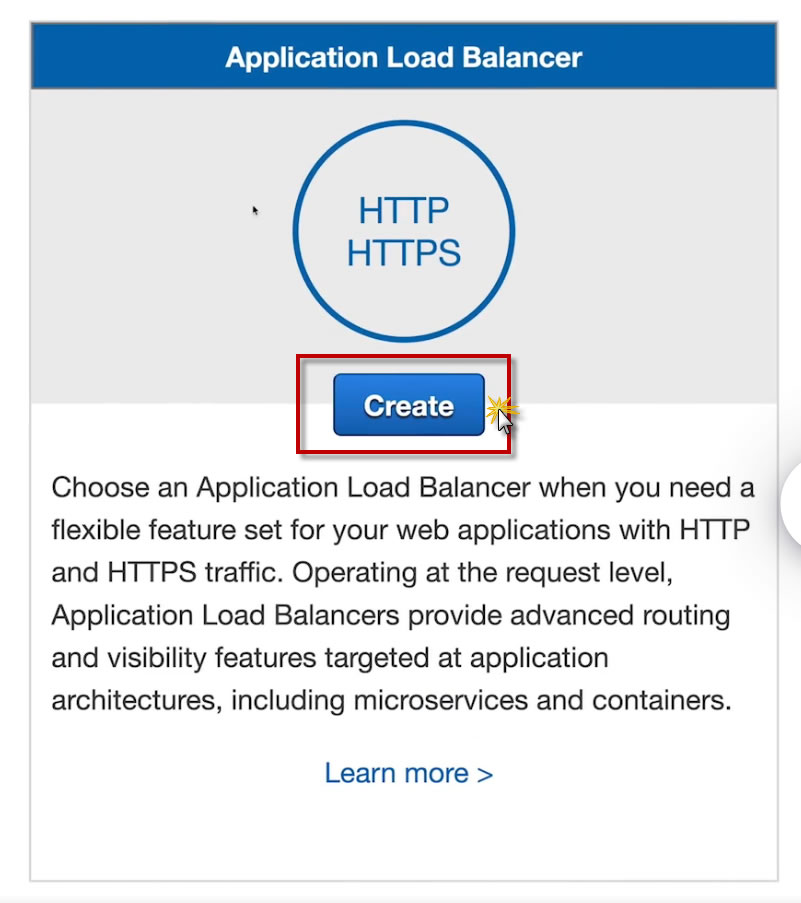 Application Load Balancer
HTTP
HTTPS
Create
Choose an Application Load Balancer when you need a
flexible feature set for your web applications with HTTP
and HTTPS traffic. Operating at the request level,
Application Load Balancers provide advanced routing
and visibility features targeted at application
architectures, including microservices and containers.
Learn more >